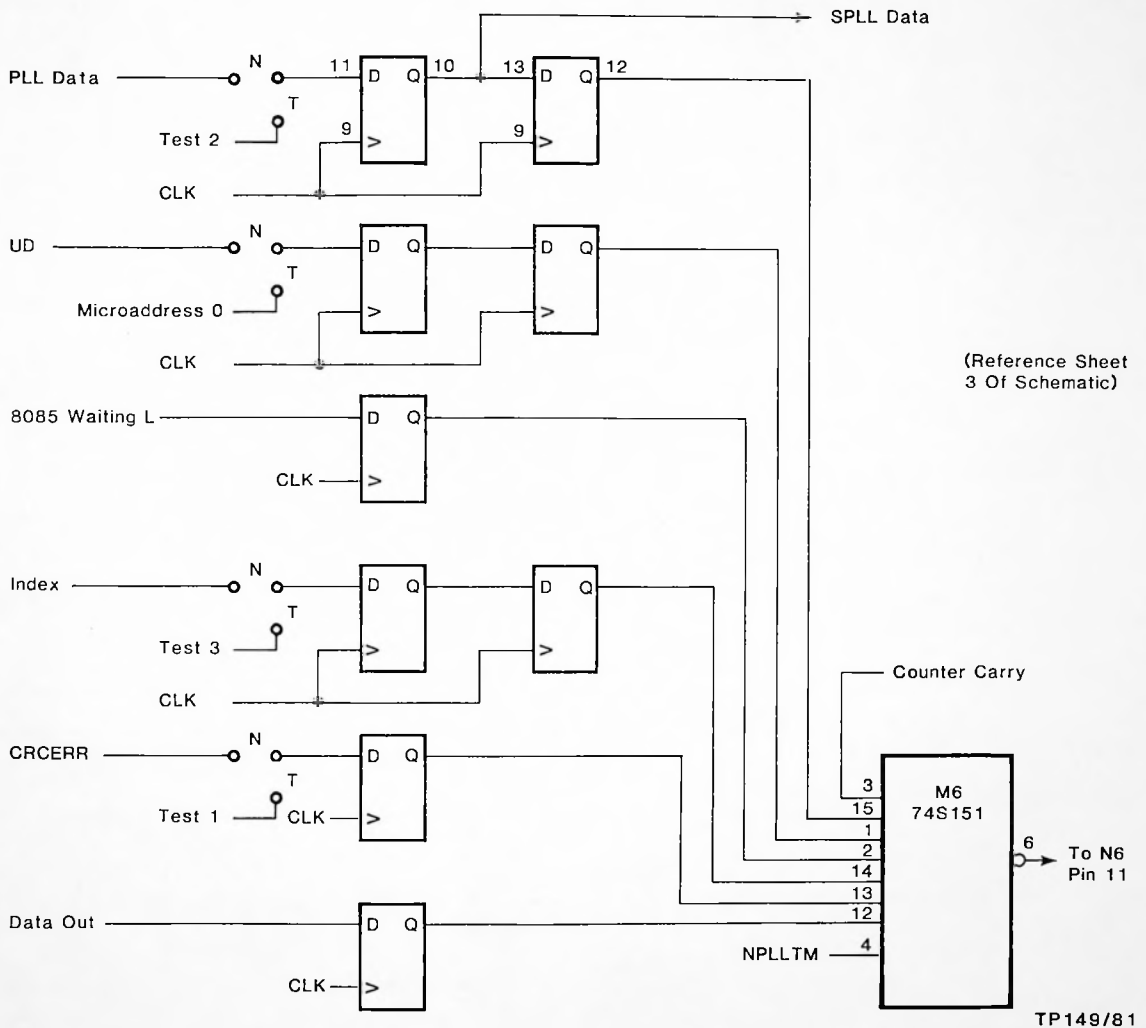 SPLL Data
PLL Data N 11 D Q 10 13 D Q 12
T
Test 2 9 > 9 >
CLK
UD N D Q D Q
T
Microaddress 0 > >
CLK
(Reference Sheet
3 Of Schematic)
8085 Waiting L D Q
CLK >
Index N D Q D Q
T
Test 3 > >
CLK
Counter Carry
CRCERR N D Q
T
Test 1 CLK >
M6
74S151
3
15
1
2
14
13
12
4
6
To N6
Pin 11
Data Out D Q
NPLLTM
CLK >
TP149/81